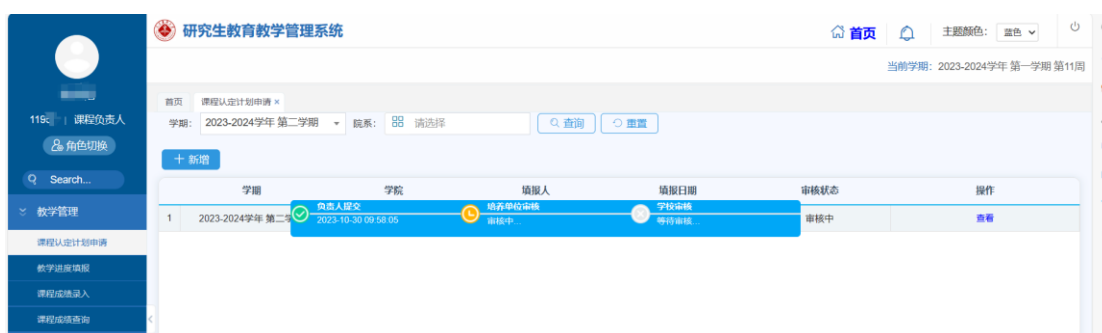 研究生教育教学管理系统
首页
主题颜色：
蓝色
当前学期：2023-2024学年 第一学期 第11周
119
课程负责人
角色切换
Search...
教学管理
课程认定计划申请
教学进度填报
课程成绩录入
课程成绩查询
首页 课程认定计划申请 ×
学期： 2023-2024学年 第二学期 院系： 请选择 查询 重置
新增
学期 学院 填报人 填报日期 审核状态 操作
1 2023-2024学年 第二学 审核中 查看
负责人提交 培养单位审核 学校审核
2023-10-30 09:58:05 审核中... 等待审核...